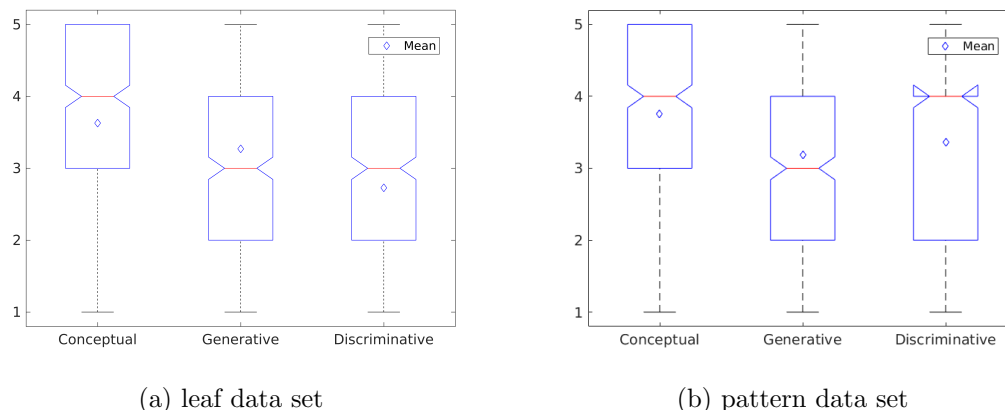 5
4
3
2
1
Mean
Conceptual Generative Discriminative
(a) leaf data set
5
4
3
2
1
Mean
Conceptual Generative Discriminative
(b) pattern data set